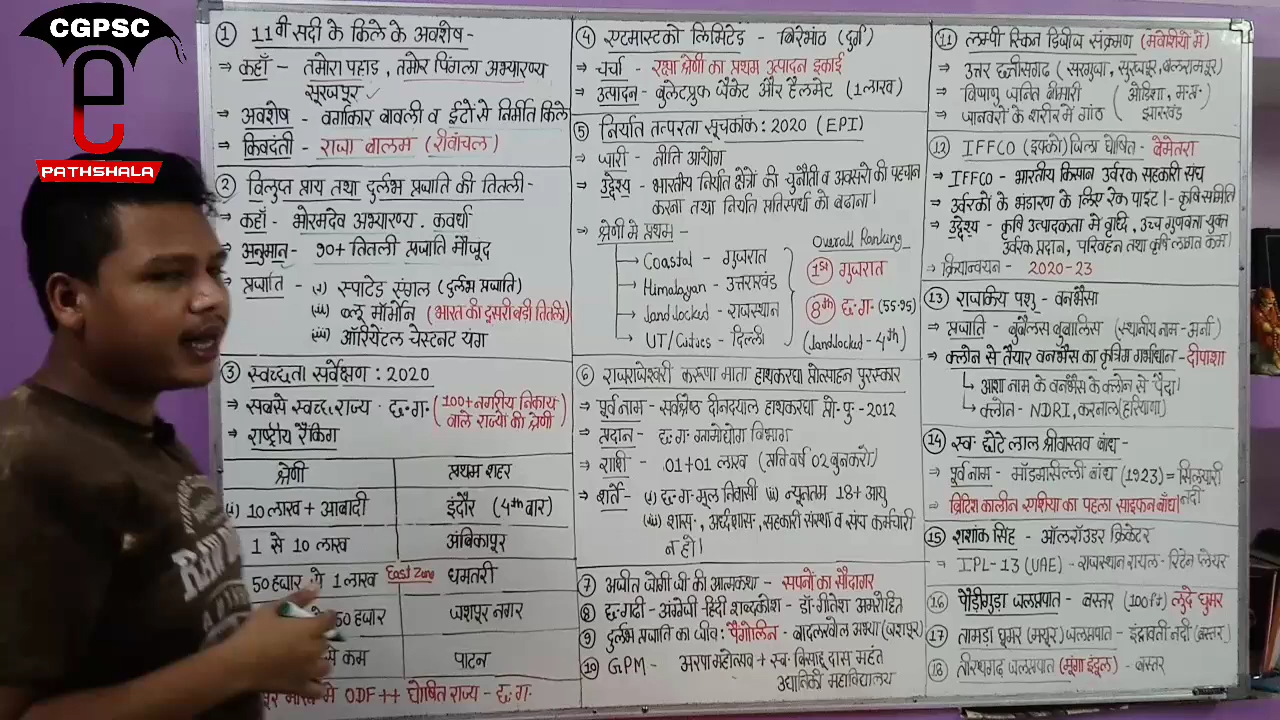 CGPSC
PATHSHALA
① 11वी सदी के किले के अवशेष -
⇒ कहाँ - तमोरा पहाड़, तमोर पिंगला अभ्यारण्य
सूरजपुर
⇒ अवशेष - वर्गाकार बावली व ईंटों से निर्मित किले
⇒ किवदंती - राजा बालम (रीवांचल)
② विलुप्त प्राय तथा दुर्लभ प्रजाति की तितली -
⇒ कहाँ - भोरमदेव अभ्यारण्य. कवर्धा
⇒ अनुमान - 90+ तितली प्रजाति मौजूद
⇒ प्रजाति - (i) स्पाटेड एंगल (दुर्लभ प्रजाति)
(ii) ब्लू मॉर्मोन (भारत की दूसरी बड़ी तितली)
(iii) ऑरियेंटल चेस्टनट एंगल
③ स्वच्छता सर्वेक्षण : 2020
⇒ सबसे स्वच्छ राज्य - छ.ग. (100+ नगरीय निकाय वाले राज्यों की श्रेणी)
⇒ राष्ट्रीय रैंकिंग
श्रेणी प्रथम शहर
(i) 10 लाख + आबादी इंदौर (4th बार)
1 से 10 लाख अंबिकापुर
50 हजार से 1 लाख East Zone धमतरी
50 हजार जशपुर नगर
से कम पाटन
ODF++ घोषित राज्य - छ.ग.
④ एटमास्टको लिमिटेड - बिरेभांठ (दुर्ग)
⇒ चर्चा - रक्षा श्रेणी का प्रथम उत्पादन इकाई
⇒ उत्पादन - बुलेटप्रुफ जैकेट और हैलमेट (1 लाख)
⑤ निर्यात तत्परता सूचकांक : 2020 (EPI)
⇒ जारी - नीति आयोग
⇒ उद्देश्य - भारतीय निर्यात क्षेत्रों की चुनौती व अवसरो की पहचान
करना तथा निर्यात प्रतिस्पर्धा को बढ़ाना।
⇒ श्रेणी मे प्रथम -
Coastal - गुजरात
Himalayan - उत्तराखंड
Landlocked - राजस्थान
UT/Cities - दिल्ली
Overall Ranking
1st गुजरात
8th छ.ग. (55.95)
(Landlocked - 4th)
⑥ राजराजेश्वरी करूणा माता हाथकरघा प्रोत्साहन पुरस्कार
⇒ पूर्व नाम - सर्वश्रेष्ठ दीनदयाल हाथकरघा प्रो. पु. - 2012
⇒ प्रदान - छ.ग. ग्रामोद्योग विभाग
⇒ राशि - 01+01 लाख (प्रति वर्ष 02 बुनकरो)
⇒ शर्ते - (i) छ.ग. मूल निवासी (ii) न्यूनतम 18+ आयु
(iii) शास., अर्द्धशास., सहकारी संस्था व संघ कर्मचारी
न हो।
⑦ अजीत जोगी जी की आत्मकथा - सपनों का सौदागर
⑧ छ.गढ़ी - अंग्रेजी - हिंदी शब्दकोश - डॉ. गीतेश अमरोहित
⑨ दुर्लभ प्रजाति का जीव : पैंगोलिन - बादलखोल अभ्या (जशपुर)
⑩ GPM - अरपा महोत्सव + स्व. बिसाहू दास महंत
उद्यानिकी महाविद्यालय
⑪ लम्पी स्किन डिजीज संक्रमण (मवेशियों मे)
⇒ उत्तर छत्तीसगढ़ (सरगुजा, सूरजपुर, बलरामपुर)
⇒ विषाणु जनित बीमारी (ओडिशा, म.प्र.
⇒ जानवरों के शरीर में गांठ झारखंड
⑫ IFFCO (इफ्को) जिला घोषित - बेमेतरा
⇒ IFFCO - भारतीय किसान उर्वरक सहकारी संघ
⇒ उर्वरको के भंडारण के लिए रेक पाइंट। - कृषि समिति
⇒ उद्देश्य - कृषि उत्पादकता में वृद्धि, उच्च गुणवत्ता युक्त
उर्वरक प्रदान, परिवहन तथा कृषि लागत कम।
⇒ क्रियान्वयन - 2020-23
⑬ राजकीय पशु - वनभैंसा
⇒ प्रजाति - बुबैलस बुबालिस (स्थानीय नाम - अर्ना)
⇒ क्लोन से तैयार वनभैंस का कृत्रिम गर्भाधान - दीपाशा
आशा नाम के वनभैंस के क्लोन से पैदा।
क्लोन - NDRI, करनाल (हरियाणा)
⑭ स्व. छोटे लाल श्रीवास्तव बांध -
⇒ पूर्व नाम - मॉडमसिल्ली बांध (1923) = सिलयारी नदी
⇒ ब्रिटिश कालीन एशिया का पहला साइफन बाँध।
⑮ शशांक सिंह - ऑलराउंडर क्रिकेटर
⇒ IPL-13 (UAE) - राजस्थान रायल - रिटेन प्लेयर
⑯ पौड़ीगुड़ा जलप्रपात - बस्तर (100ft) लुदे घुमर
⑰ तामड़ा घूमर (मयूर) जलप्रपात - इंद्रावती नदी (बस्तर)
⑱ तीरथगढ़ जलप्रपात (मूंगा इंदूल) - बस्तर